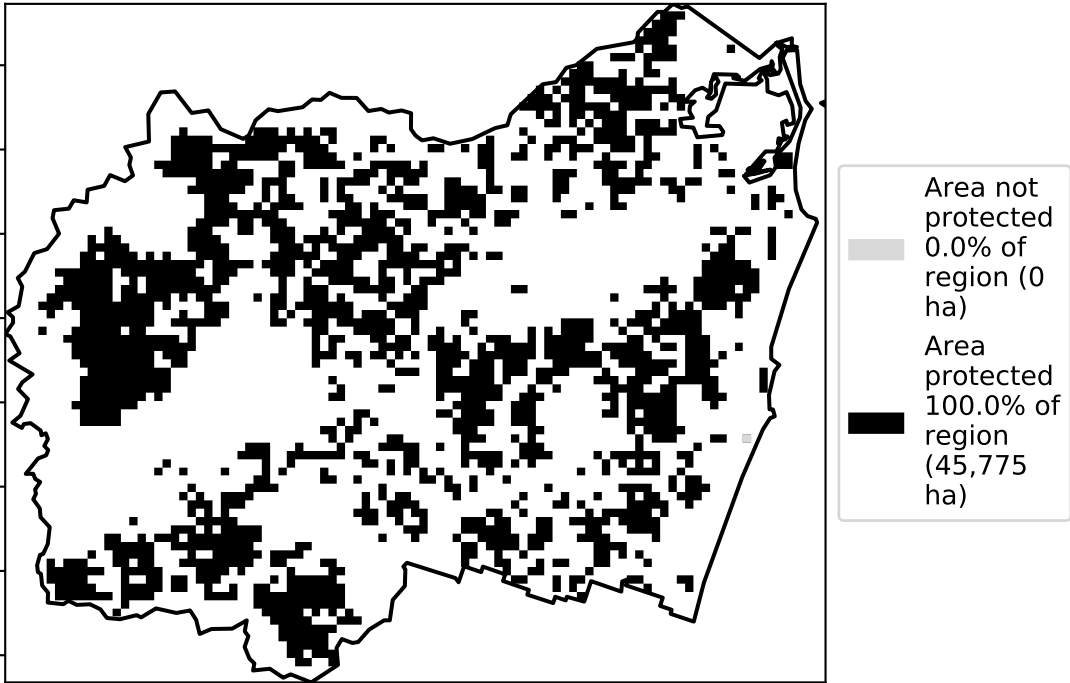 Area not
protected
0.0% of
region (0
ha)
Area
protected
100.0% of
region
(45,775
ha)